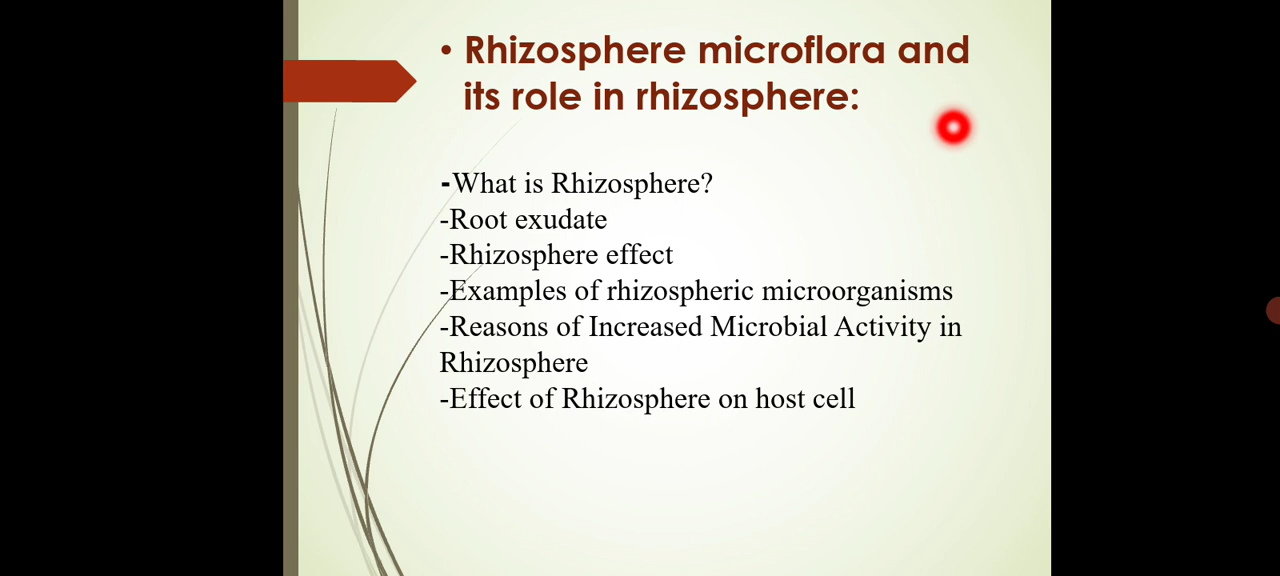 • Rhizosphere microflora and
its role in rhizosphere:
-What is Rhizosphere?
-Root exudate
-Rhizosphere effect
-Examples of rhizospheric microorganisms
-Reasons of Increased Microbial Activity in
Rhizosphere
-Effect of Rhizosphere on host cell